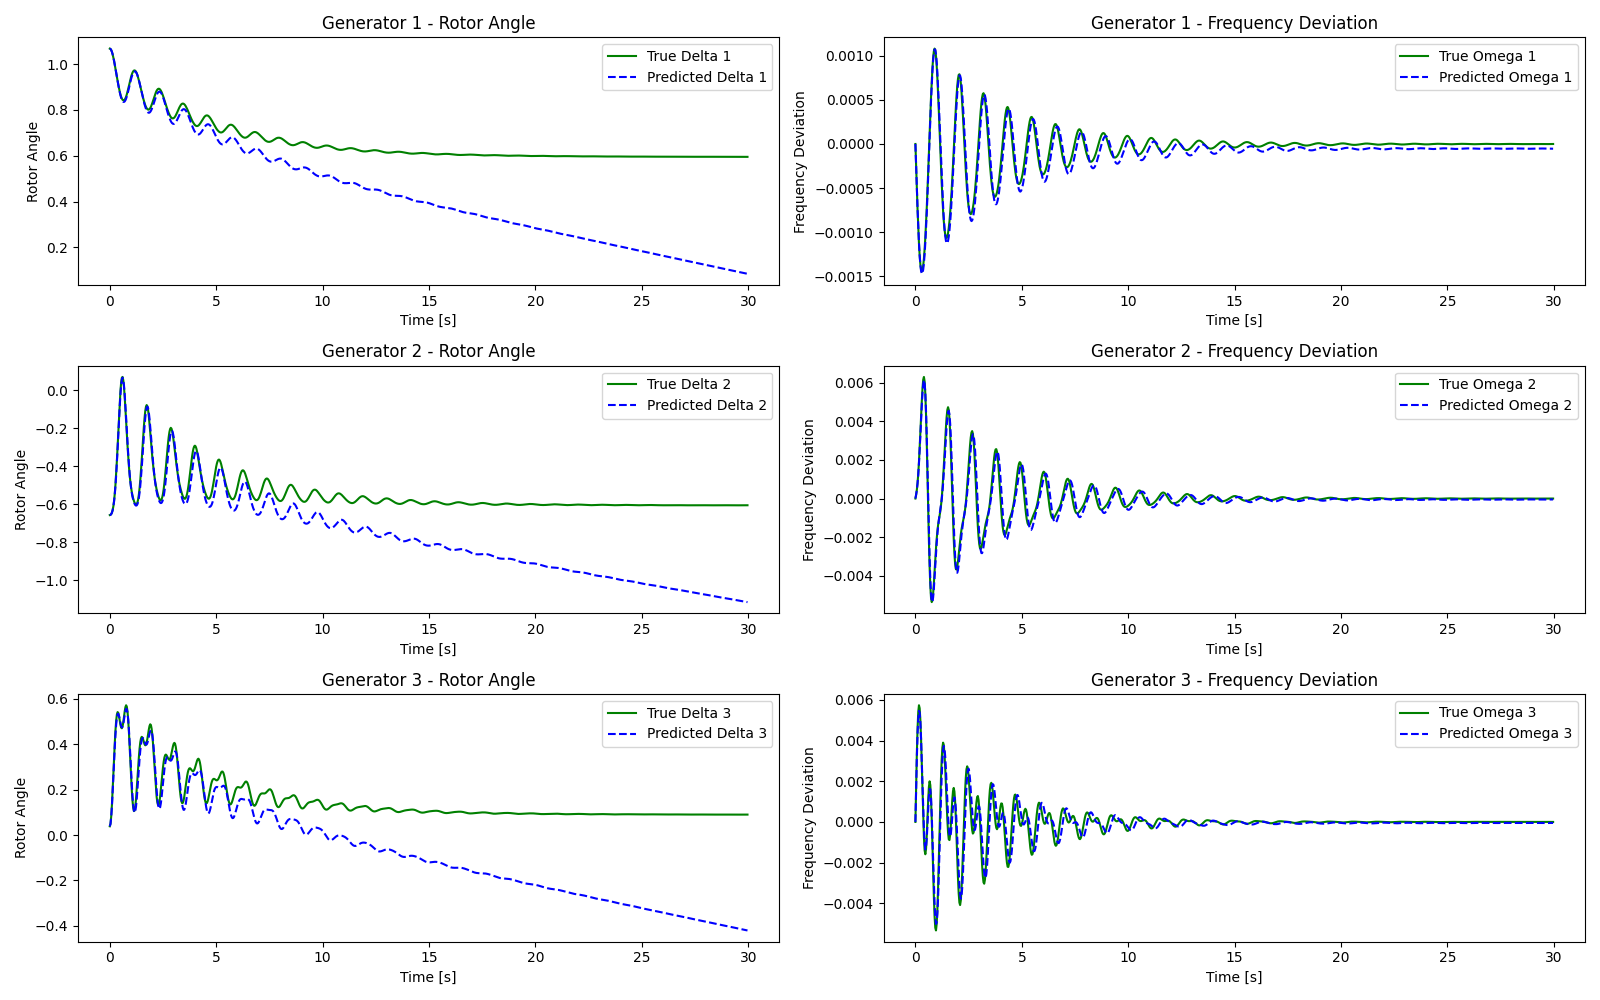 Generator 1 - Rotor Angle
Rotor Angle
1.0
0.8
0.6
0.4
0.2
True Delta 1
Predicted Delta 1
0 5 10 15 20 25 30
Time [s]
Generator 1 - Frequency Deviation
Frequency Deviation
0.0010
0.0005
0.0000
−0.0005
−0.0010
−0.0015
True Omega 1
Predicted Omega 1
0 5 10 15 20 25 30
Time [s]
Generator 2 - Rotor Angle
Rotor Angle
0.0
−0.2
−0.4
−0.6
−0.8
−1.0
True Delta 2
Predicted Delta 2
0 5 10 15 20 25 30
Time [s]
Generator 2 - Frequency Deviation
Frequency Deviation
0.006
0.004
0.002
0.000
−0.002
−0.004
True Omega 2
Predicted Omega 2
0 5 10 15 20 25 30
Time [s]
Generator 3 - Rotor Angle
Rotor Angle
0.6
0.4
0.2
0.0
−0.2
−0.4
True Delta 3
Predicted Delta 3
0 5 10 15 20 25 30
Time [s]
Generator 3 - Frequency Deviation
Frequency Deviation
0.006
0.004
0.002
0.000
−0.002
−0.004
True Omega 3
Predicted Omega 3
0 5 10 15 20 25 30
Time [s]